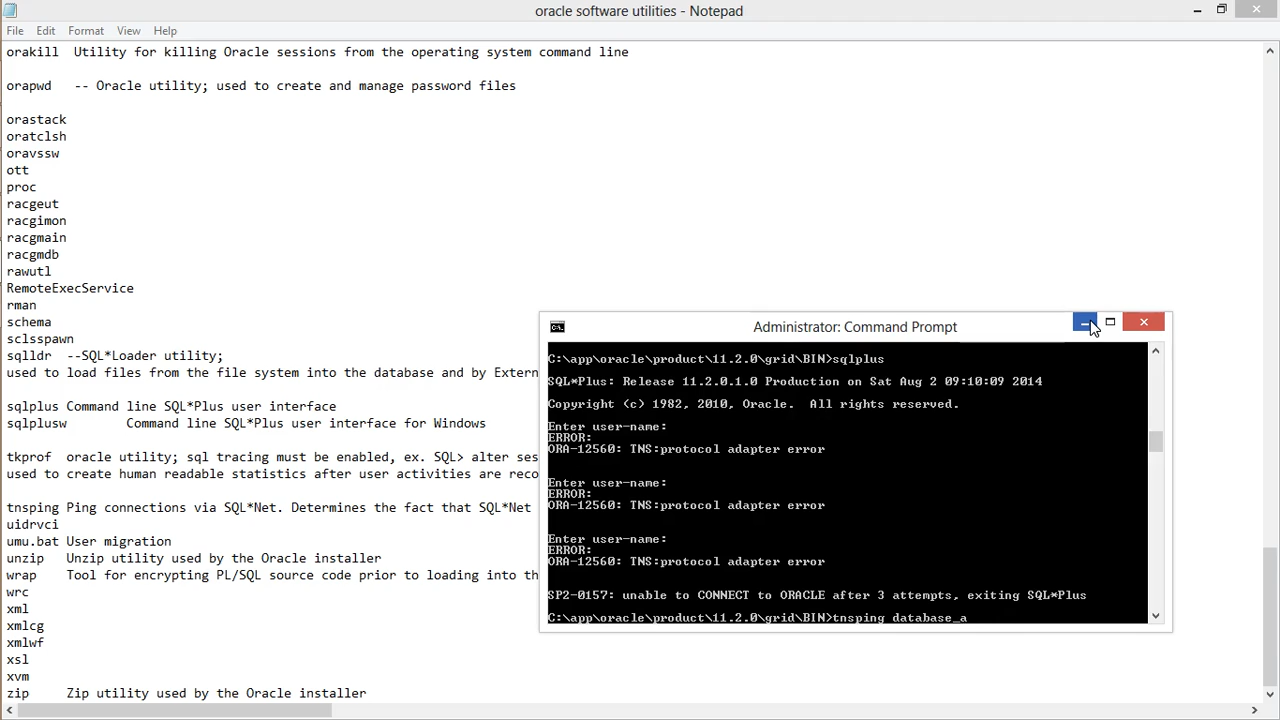 oracle software utilities - Notepad
File Edit Format View Help
orakill Utility for killing Oracle sessions from the operating system command line
orapwd -- Oracle utility; used to create and manage password files
orastack
oratclsh
oravssw
ott
proc
racgeut
racgimon
racgmain
racgmdb
rawutl
RemoteExecService
rman
schema
sclsspawn
sqlldr --SQL*Loader utility;
used to load files from the file system into the database and by Extern
sqlplus Command line SQL*Plus user interface
sqlplusw Command line SQL*Plus user interface for Windows
tkprof oracle utility; sql tracing must be enabled, ex. SQL> alter ses
used to create human readable statistics after user activities are reco
tnsping Ping connections via SQL*Net. Determines the fact that SQL*Net
uidrvci
umu.bat User migration
unzip Unzip utility used by the Oracle installer
wrap Tool for encrypting PL/SQL source code prior to loading into th
wrc
xml
xmlcg
xmlwf
xsl
xvm
zip Zip utility used by the Oracle installer
Administrator: Command Prompt
C:\app\oracle\product\11.2.0\grid\BIN>sqlplus
SQL*Plus: Release 11.2.0.1.0 Production on Sat Aug 2 09:10:09 2014
Copyright (c) 1982, 2010, Oracle. All rights reserved.
Enter user-name:
ERROR:
ORA-12560: TNS:protocol adapter error
Enter user-name:
ERROR:
ORA-12560: TNS:protocol adapter error
Enter user-name:
ERROR:
ORA-12560: TNS:protocol adapter error
SP2-0157: unable to CONNECT to ORACLE after 3 attempts, exiting SQL*Plus
C:\app\oracle\product\11.2.0\grid\BIN>tnsping database_a